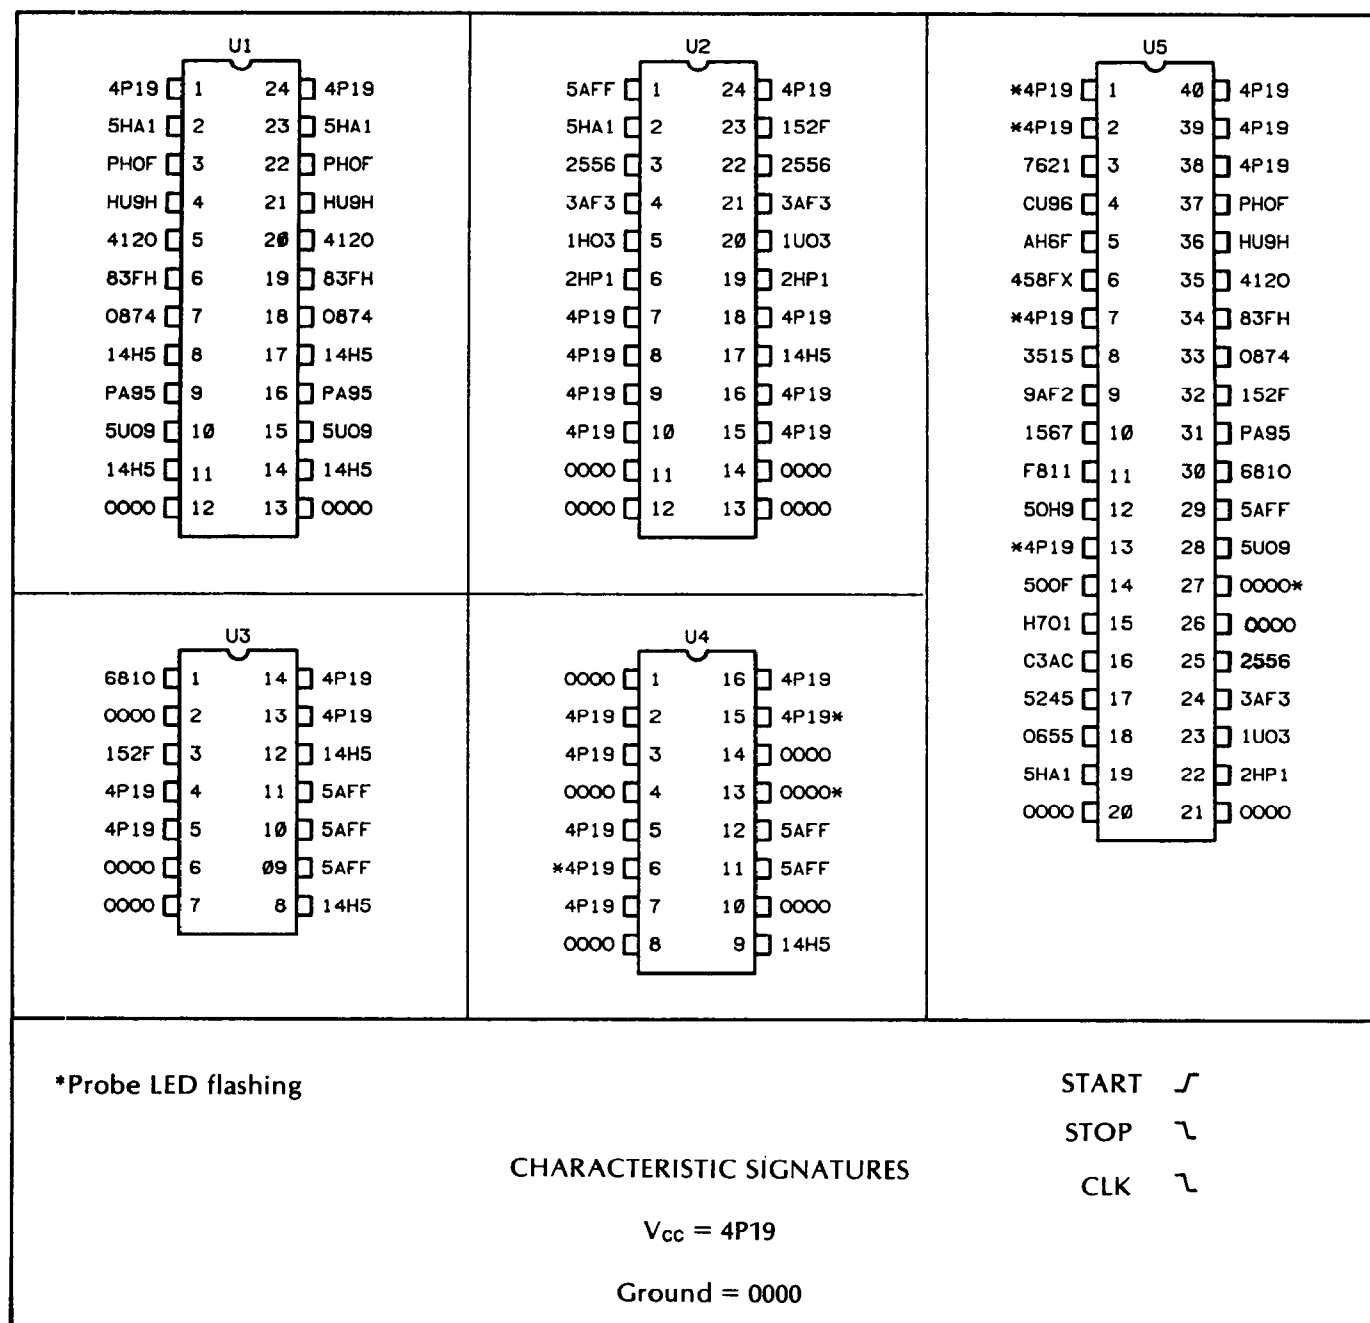 U1
4P19 1 24 4P19
5HA1 2 23 5HA1
PHOF 3 22 PHOF
HU9H 4 21 HU9H
4120 5 20 4120
83FH 6 19 83FH
0874 7 18 0874
14H5 8 17 14H5
PA95 9 16 PA95
5U09 10 15 5U09
14H5 11 14 14H5
0000 12 13 0000
U2
5AFF 1 24 4P19
5HA1 2 23 152F
2556 3 22 2556
3AF3 4 21 3AF3
1H03 5 20 1U03
2HP1 6 19 2HP1
4P19 7 18 4P19
4P19 8 17 14H5
4P19 9 16 4P19
4P19 10 15 4P19
0000 11 14 0000
0000 12 13 0000
U5
*4P19 1 40 4P19
*4P19 2 39 4P19
7621 3 38 4P19
CU96 4 37 PHOF
AH6F 5 36 HU9H
458FX 6 35 4120
*4P19 7 34 83FH
3515 8 33 0874
9AF2 9 32 152F
1567 10 31 PA95
F811 11 30 6810
50H9 12 29 5AFF
*4P19 13 28 5U09
500F 14 27 0000*
H701 15 26 0000
C3AC 16 25 2556
5245 17 24 3AF3
0655 18 23 1U03
5HA1 19 22 2HP1
0000 20 21 0000
U3
6810 1 14 4P19
0000 2 13 4P19
152F 3 12 14H5
4P19 4 11 5AFF
4P19 5 10 5AFF
0000 6 09 5AFF
0000 7 8 14H5
U4
0000 1 16 4P19
4P19 2 15 4P19*
4P19 3 14 0000
0000 4 13 0000*
4P19 5 12 5AFF
*4P19 6 11 5AFF
4P19 7 10 0000
0000 8 9 14H5
*Probe LED flashing
START
STOP
CLK
CHARACTERISTIC SIGNATURES
Vcc = 4P19
Ground = 0000